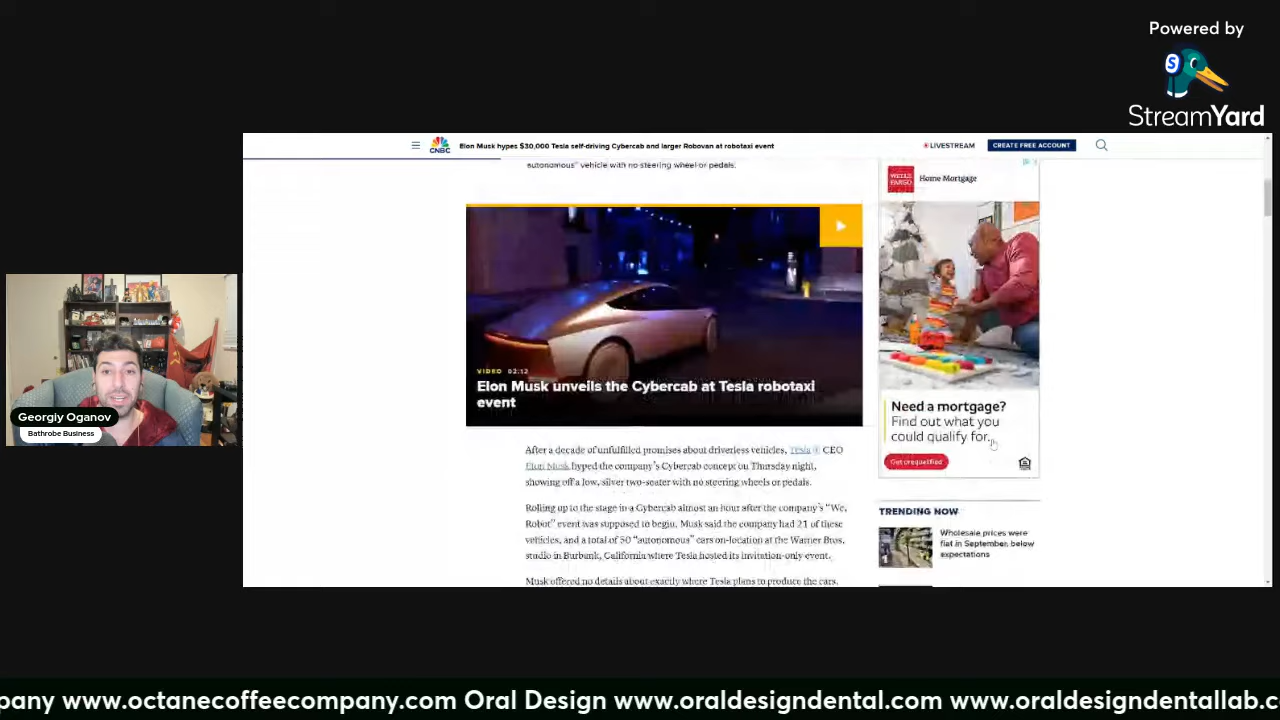 Powered by
S
StreamYard
CNBC
Elon Musk hypes $30,000 Tesla self-driving Cybercab and larger Robovan at robotaxi event
LIVESTREAM
CREATE FREE ACCOUNT
autonomous" vehicle with no steering wheel or pedals.
WELLS FARGO
Home Mortgage
VIDEO 02:12
Elon Musk unveils the Cybercab at Tesla robotaxi
event
Need a mortgage?
Find out what you
could qualify for.
Get prequalified
After a decade of unfulfilled promises about driverless vehicles, Tesla CEO
Elon Musk hyped the company's Cybercab concept on Thursday night,
showing off a low, silver two-seater with no steering wheels or pedals.
Rolling up to the stage in a Cybercab almost an hour after the company's "We,
Robot" event was supposed to begin, Musk said the company had 21 of these
vehicles, and a total of 50 "autonomous" cars on-location at the Warner Bros.
studio in Burbank, California where Tesla hosted its invitation-only event.
Musk offered no details about exactly where Tesla plans to produce the cars,
TRENDING NOW
Wholesale prices were
flat in September, below
expectations
Georgiy Oganov
Bathrobe Business
pany www.octanecoffeecompany.com Oral Design www.oraldesigndental.com www.oraldesigndentallab.c